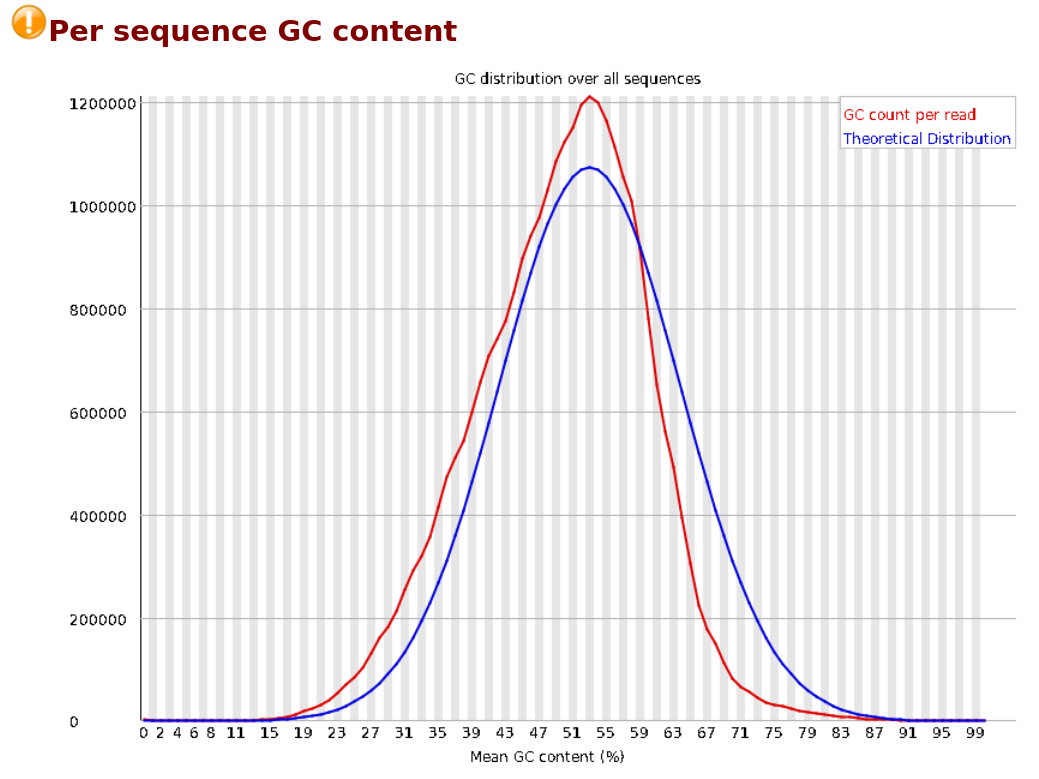 Per sequence GC content
GC distribution over all sequences
GC count per read
Theoretical Distribution
1200000
1000000
800000
600000
400000
200000
0
0 2 4 6 8 11 15 19 23 27 31 35 39 43 47 51 55 59 63 67 71 75 79 83 87 91 95 99
Mean GC content (%)